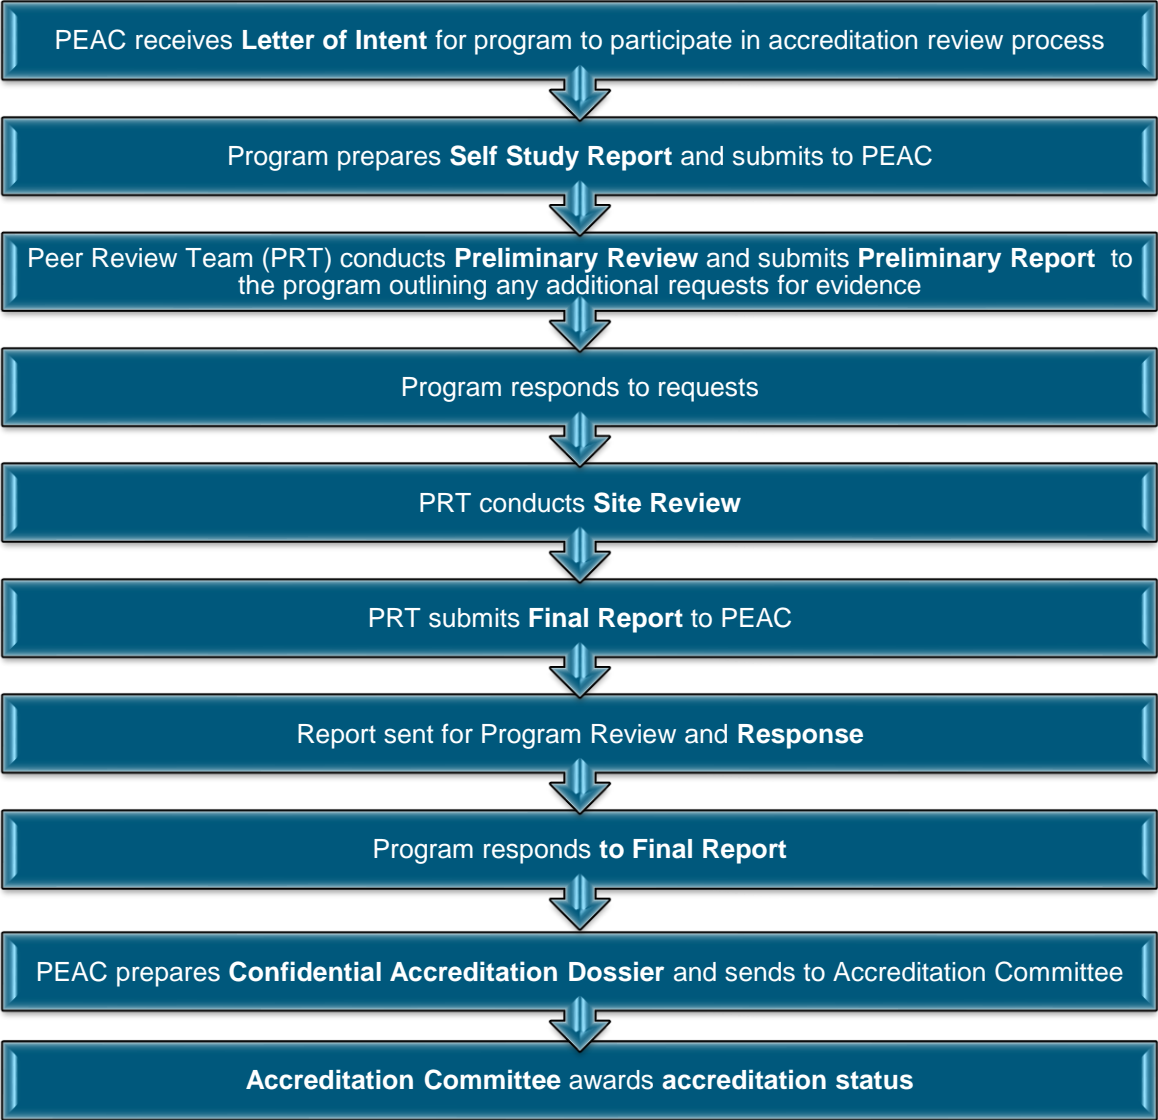 PEAC receives Letter of Intent for program to participate in accreditation review process
Program prepares Self Study Report and submits to PEAC
Peer Review Team (PRT) conducts Preliminary Review and submits Preliminary Report to
the program outlining any additional requests for evidence
Program responds to requests
PRT conducts Site Review
PRT submits Final Report to PEAC
Report sent for Program Review and Response
Program responds to Final Report
PEAC prepares Confidential Accreditation Dossier and sends to Accreditation Committee
Accreditation Committee awards accreditation status